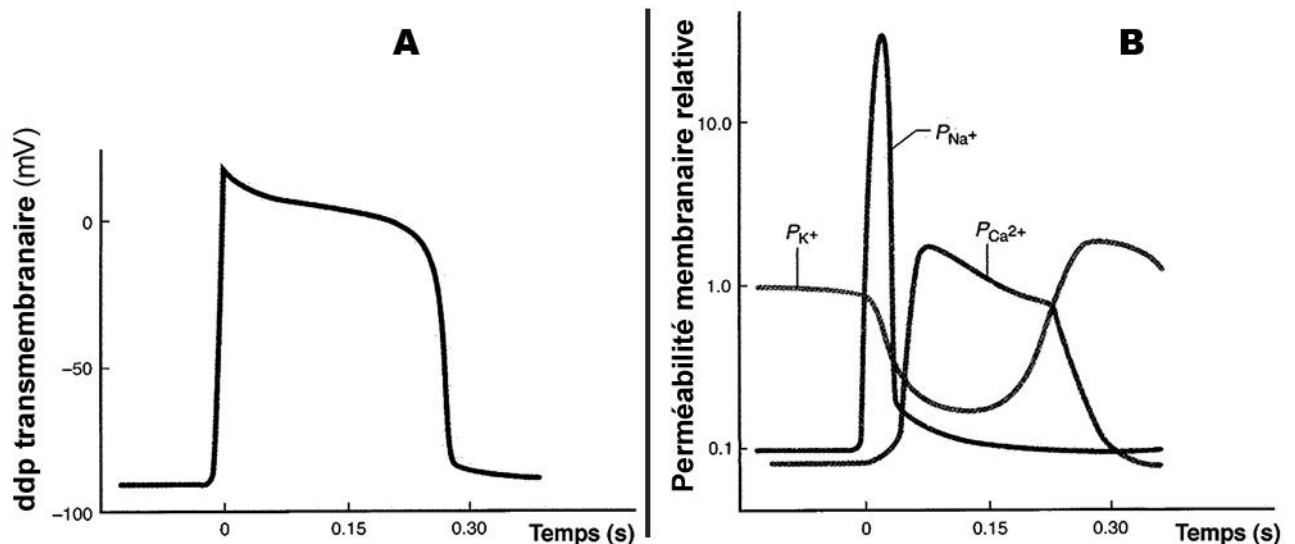 A
ddp transmembranaire (mV)
0
−50
−100
0
0.15
0.30
Temps (s)
B
Perméabilité membranaire relative
10.0
1.0
0.1
PNa+
PK+
PCa2+
0
0.15
0.30
Temps (s)